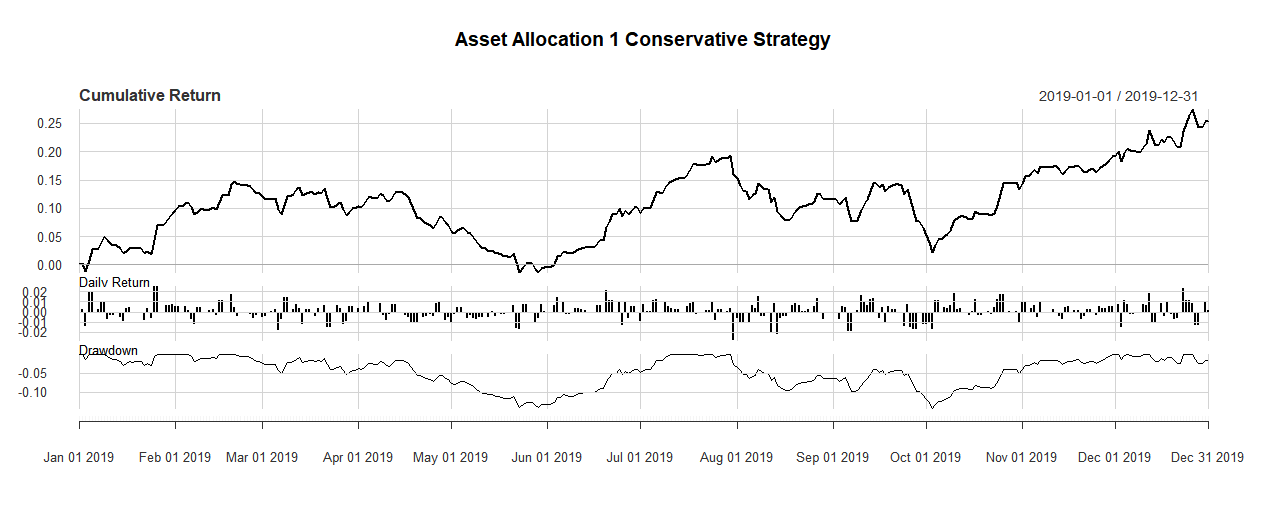 Asset Allocation 1 Conservative Strategy
Cumulative Return
2019-01-01 / 2019-12-31
0.25
0.20
0.15
0.10
0.05
0.00
Daily Return
0.02
0.01
0.00
-0.01
-0.02
Drawdown
-0.05
-0.10
Jan 01 2019 Feb 01 2019 Mar 01 2019 Apr 01 2019 May 01 2019 Jun 01 2019 Jul 01 2019 Aug 01 2019 Sep 01 2019 Oct 01 2019 Nov 01 2019 Dec 01 2019 Dec 31 2019